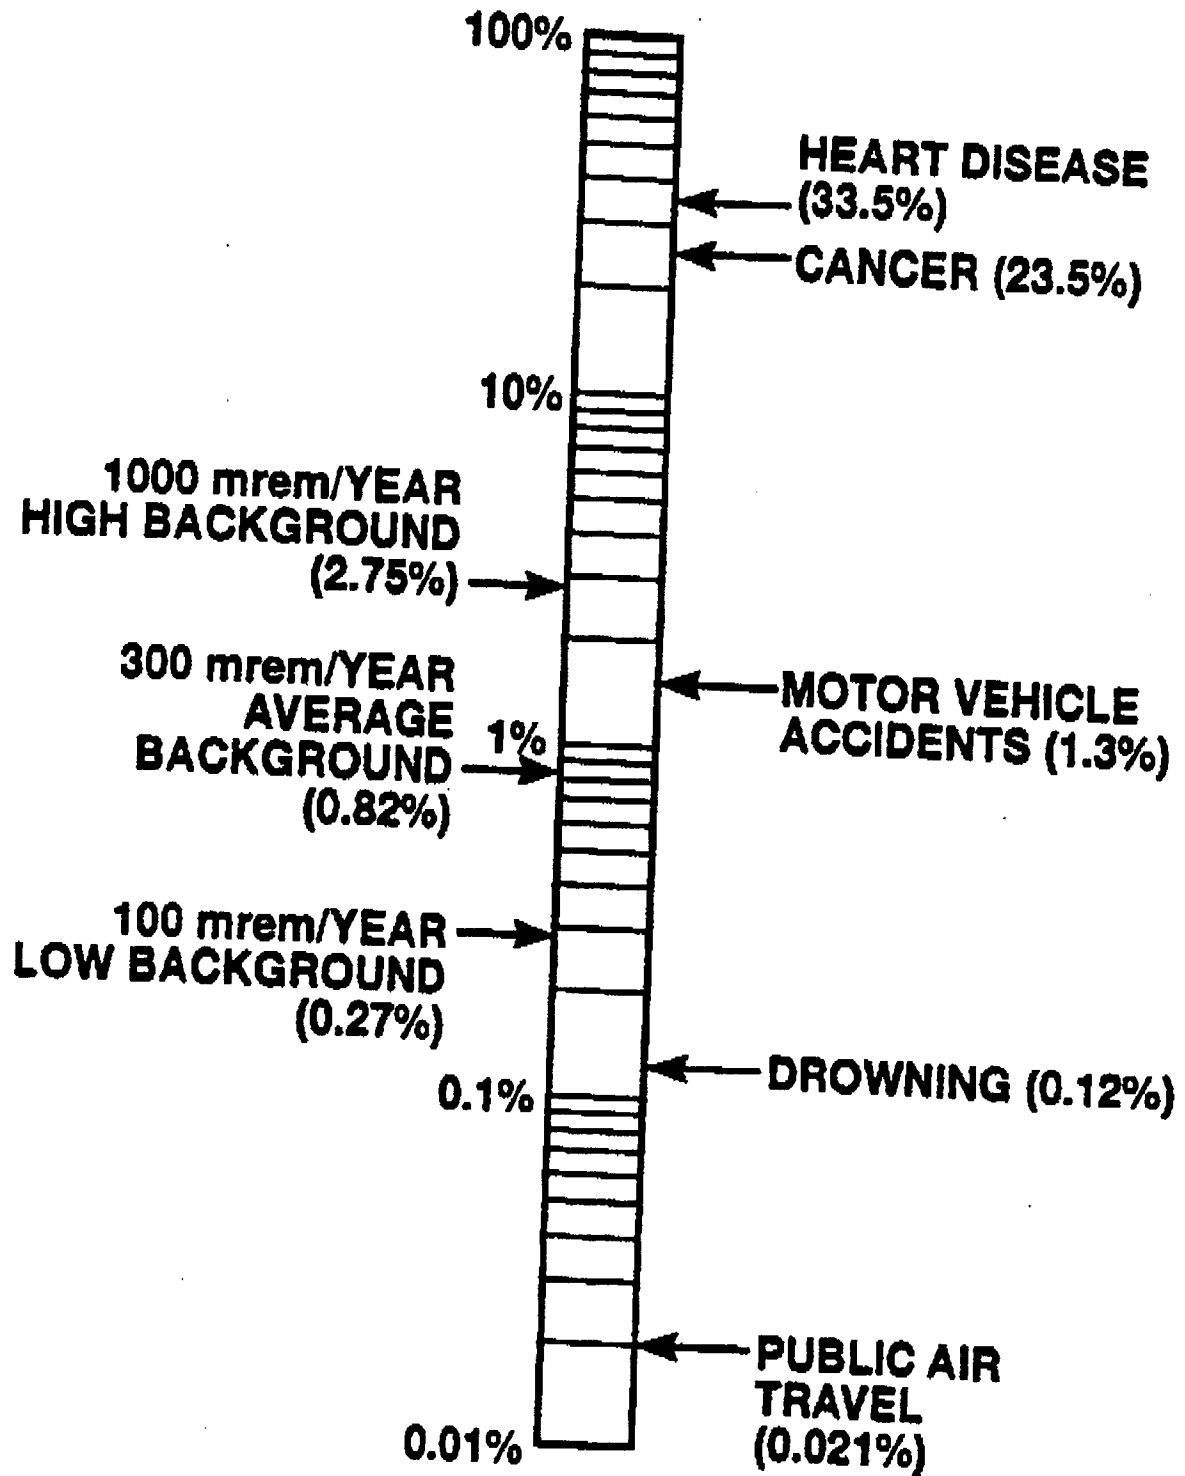 100%
HEART DISEASE
(33.5%)
CANCER (23.5%)
10%
1000 mrem/YEAR
HIGH BACKGROUND
(2.75%)
300 mrem/YEAR
AVERAGE
BACKGROUND
(0.82%)
1%
MOTOR VEHICLE
ACCIDENTS (1.3%)
100 mrem/YEAR
LOW BACKGROUND
(0.27%)
DROWNING (0.12%)
0.1%
PUBLIC AIR
TRAVEL
(0.021%)
0.01%